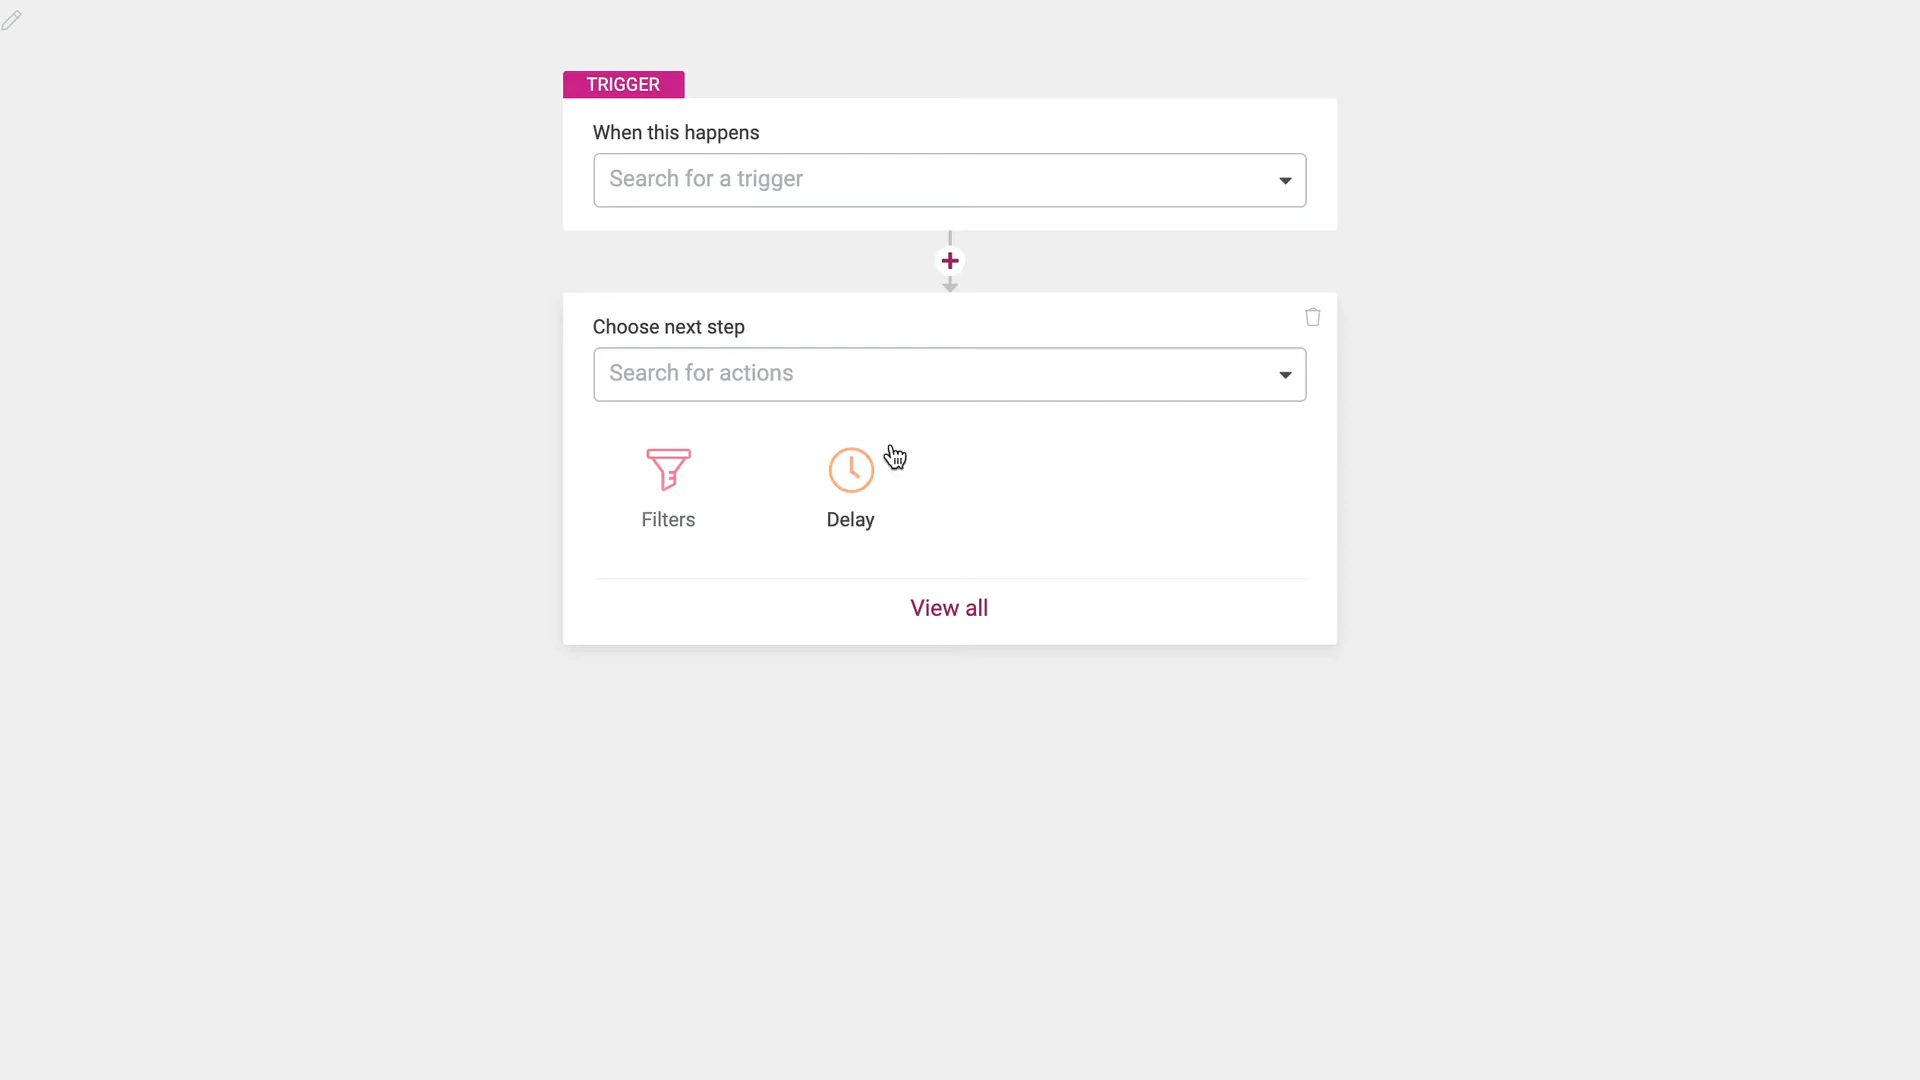 TRIGGER
When this happens
Search for a trigger
Choose next step
Search for actions
Filters
Delay
View all